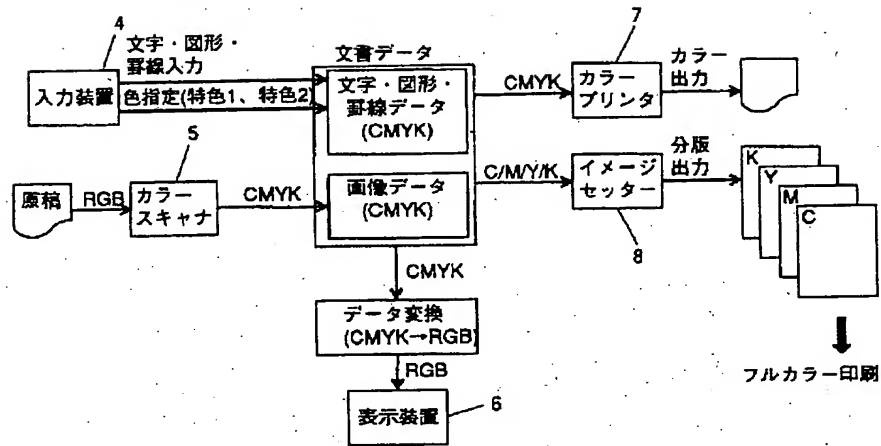 4
文字・図形・
罫線入力
入力装置
色指定(特色1、特色2)
文書データ
文字・図形・
罫線データ
(CMYK)
画像データ
(CMYK)
5
原稿
RGB
カラー
スキャナ
CMYK
CMYK
7
カラー
プリンタ
カラー
出力
C/M/Y/K
イメージ
セッター
8
分版
出力
K
Y
M
C
フルカラー印刷
CMYK
データ変換
(CMYK→RGB)
RGB
表示装置
6